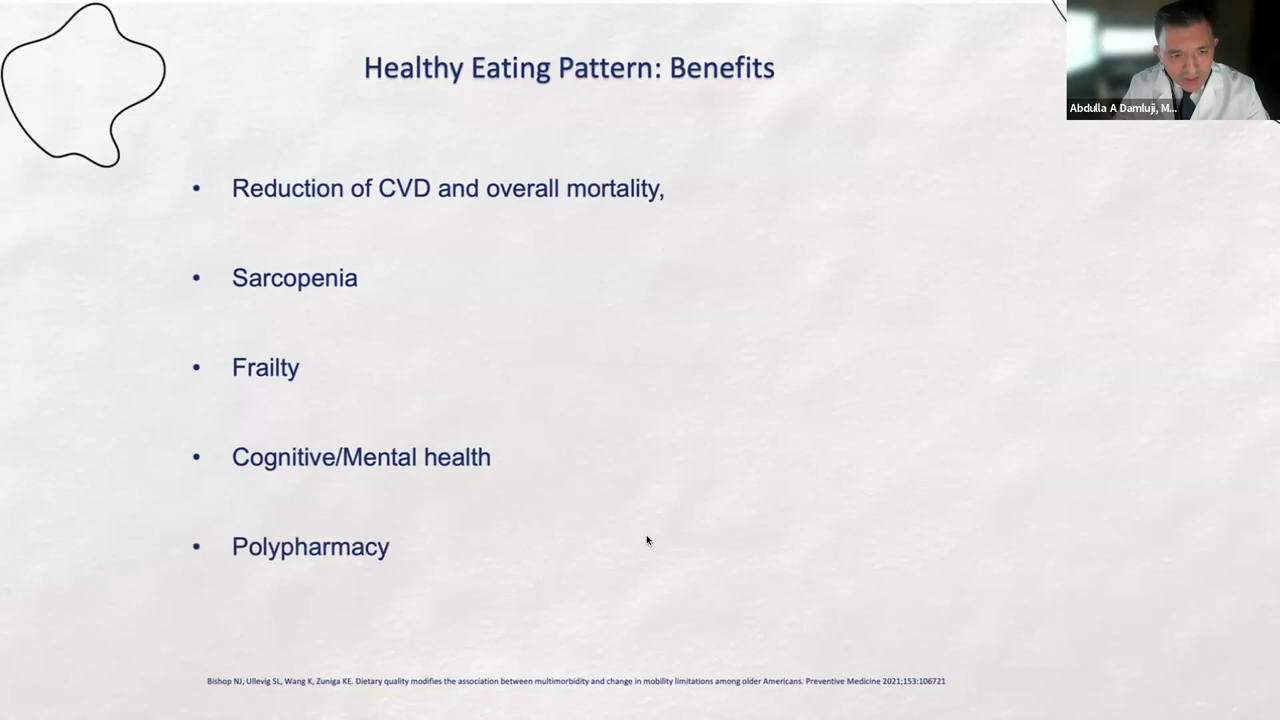 Healthy Eating Pattern: Benefits
Abdulla A Damluji, M...
• Reduction of CVD and overall mortality,
• Sarcopenia
• Frailty
• Cognitive/Mental health
• Polypharmacy
Bishop NJ, Ullevig SL, Wang K, Zuniga KE. Dietary quality modifies the association between multimorbidity and change in mobility limitations among older Americans. Preventive Medicine 2021;153:106721